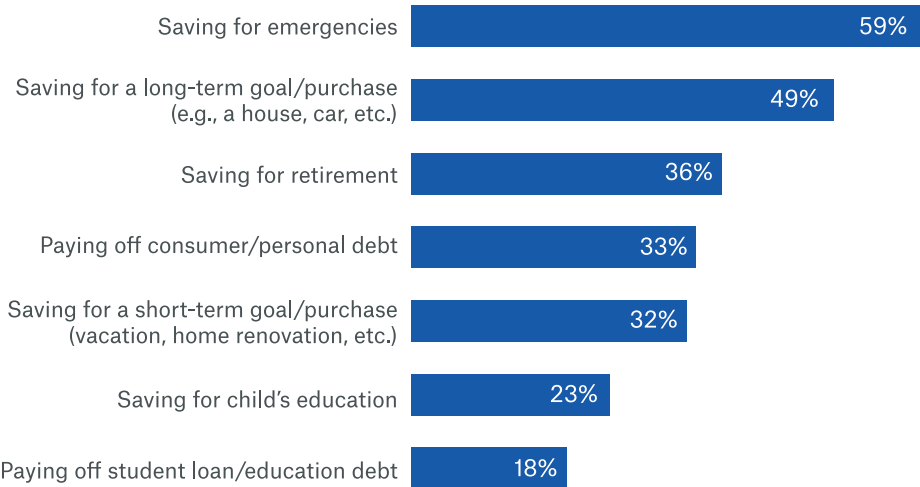 Saving for emergencies 59%
Saving for a long-term goal/purchase
(e.g., a house, car, etc.) 49%
Saving for retirement 36%
Paying off consumer/personal debt 33%
Saving for a short-term goal/purchase
(vacation, home renovation, etc.) 32%
Saving for child’s education 23%
Paying off student loan/education debt 18%